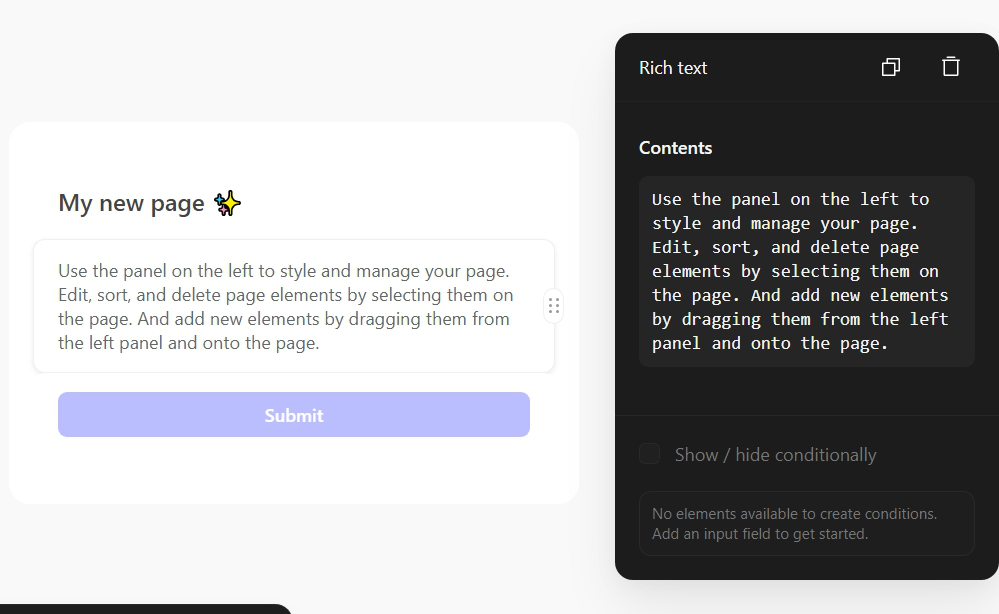 My new page ✨
Use the panel on the left to style and manage your page.
Edit, sort, and delete page elements by selecting them on
the page. And add new elements by dragging them from
the left panel and onto the page.
Submit
Rich text
Contents
Use the panel on the left to
style and manage your page.
Edit, sort, and delete page
elements by selecting them on
the page. And add new elements
by dragging them from the left
panel and onto the page.
Show / hide conditionally
No elements available to create conditions.
Add an input field to get started.